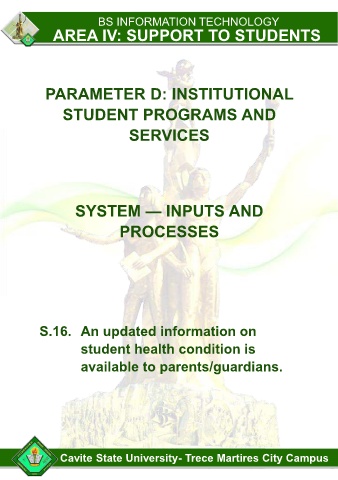 BS INFORMATION TECHNOLOGY
AREA IV: SUPPORT TO STUDENTS
PARAMETER D: INSTITUTIONAL
STUDENT PROGRAMS AND
SERVICES
SYSTEM — INPUTS AND
PROCESSES
S.16. An updated information on
student health condition is
available to parents/guardians.
Cavite State University- Trece Martires City Campus